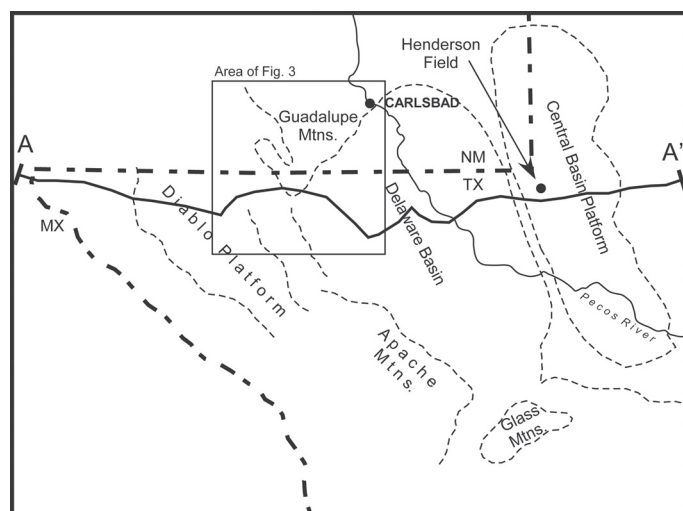 Henderson
Field
Area of Fig. 3
CARLSBAD
Guadalupe
Mtns.
A
NM
TX
A'
MX
Diablo Platform
Delaware Basin
Central Basin Platform
Pecos River
Apache
Mtns.
Glass
Mtns.